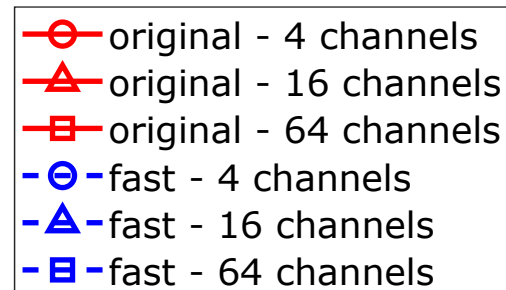 original - 4 channels
original - 16 channels
original - 64 channels
fast - 4 channels
fast - 16 channels
fast - 64 channels